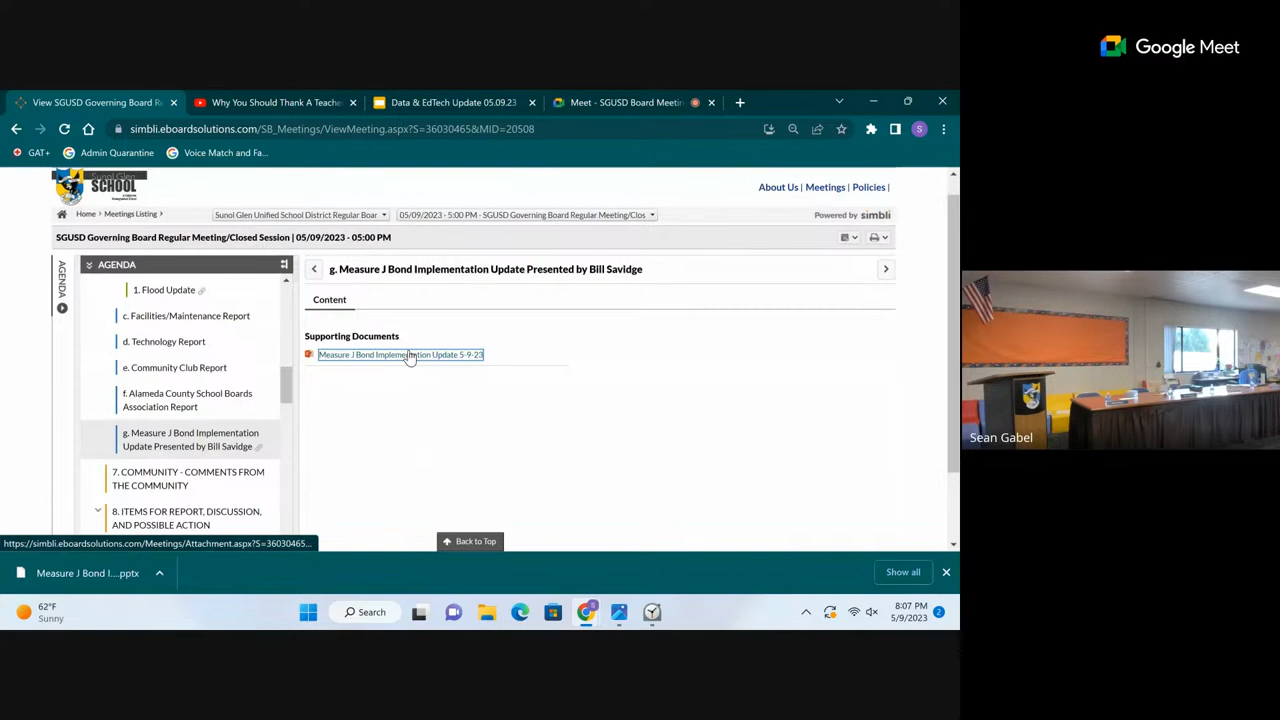 Google Meet
View SGUSD Governing Board Re
Why You Should Thank A Teache
Data & EdTech Update 05.09.23
Meet - SGUSD Board Meetin
simbli.eboardsolutions.com/SB_Meetings/ViewMeeting.aspx?S=36030465&MID=20508
GAT+
Admin Quarantine
Voice Match and Fa...
Sunol Glen
SCHOOL
About Us | Meetings | Policies |
Home
Meetings Listing
Sunol Glen Unified School District Regular Boar
05/09/2023 - 5:00 PM - SGUSD Governing Board Regular Meeting/Clos
Powered by simbli
SGUSD Governing Board Regular Meeting/Closed Session | 05/09/2023 - 05:00 PM
AGENDA
AGENDA
1. Flood Update
c. Facilities/Maintenance Report
d. Technology Report
e. Community Club Report
f. Alameda County School Boards
Association Report
g. Measure J Bond Implementation
Update Presented by Bill Savidge
7. COMMUNITY - COMMENTS FROM
THE COMMUNITY
8. ITEMS FOR REPORT, DISCUSSION,
AND POSSIBLE ACTION
g. Measure J Bond Implementation Update Presented by Bill Savidge
Content
Supporting Documents
Measure J Bond Implementation Update 5-9-23
Back to Top
https://simbli.eboardsolutions.com/Meetings/Attachment.aspx?S=36030465...
Measure J Bond I....pptx
Show all
62°F
Sunny
Search
8:07 PM
5/9/2023
2
S
Sean Gabel